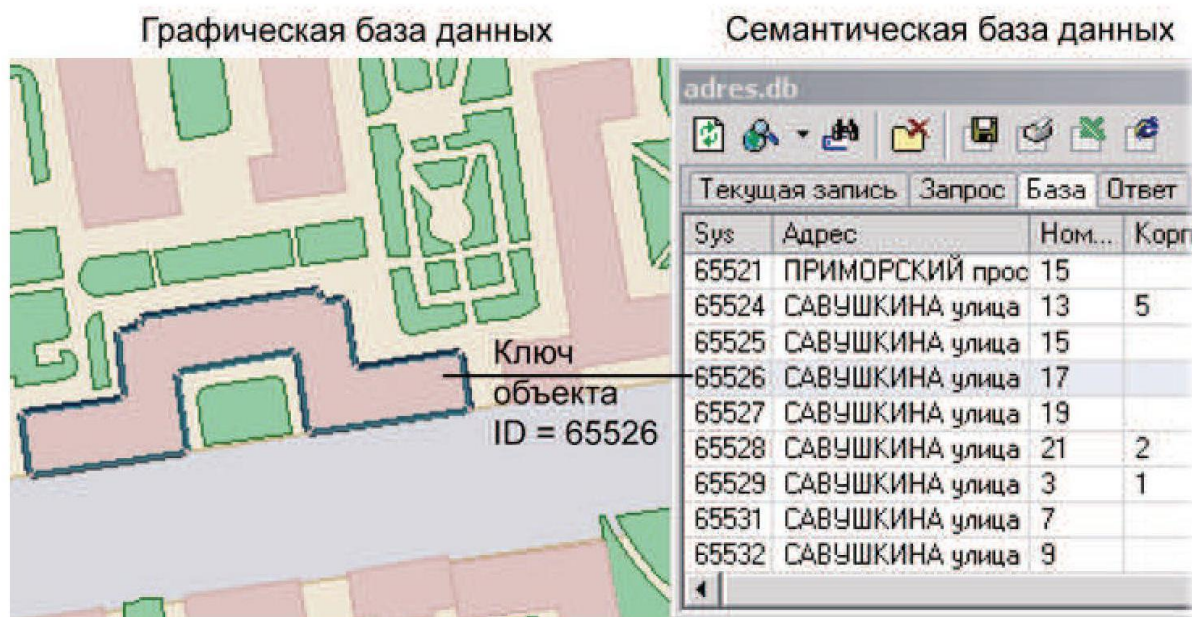 Графическая база данных
Семантическая база данных
adres.db
Текущая запись Запрос База Ответ
Sys Адрес Ном... Корп
65521 ПРИМОРСКИЙ прос 15
65524 САВУШКИНА улица 13 5
65525 САВУШКИНА улица 15
65526 САВУШКИНА улица 17
65527 САВУШКИНА улица 19
65528 САВУШКИНА улица 21 2
65529 САВУШКИНА улица 3 1
65531 САВУШКИНА улица 7
65532 САВУШКИНА улица 9
Ключ
объекта
ID = 65526